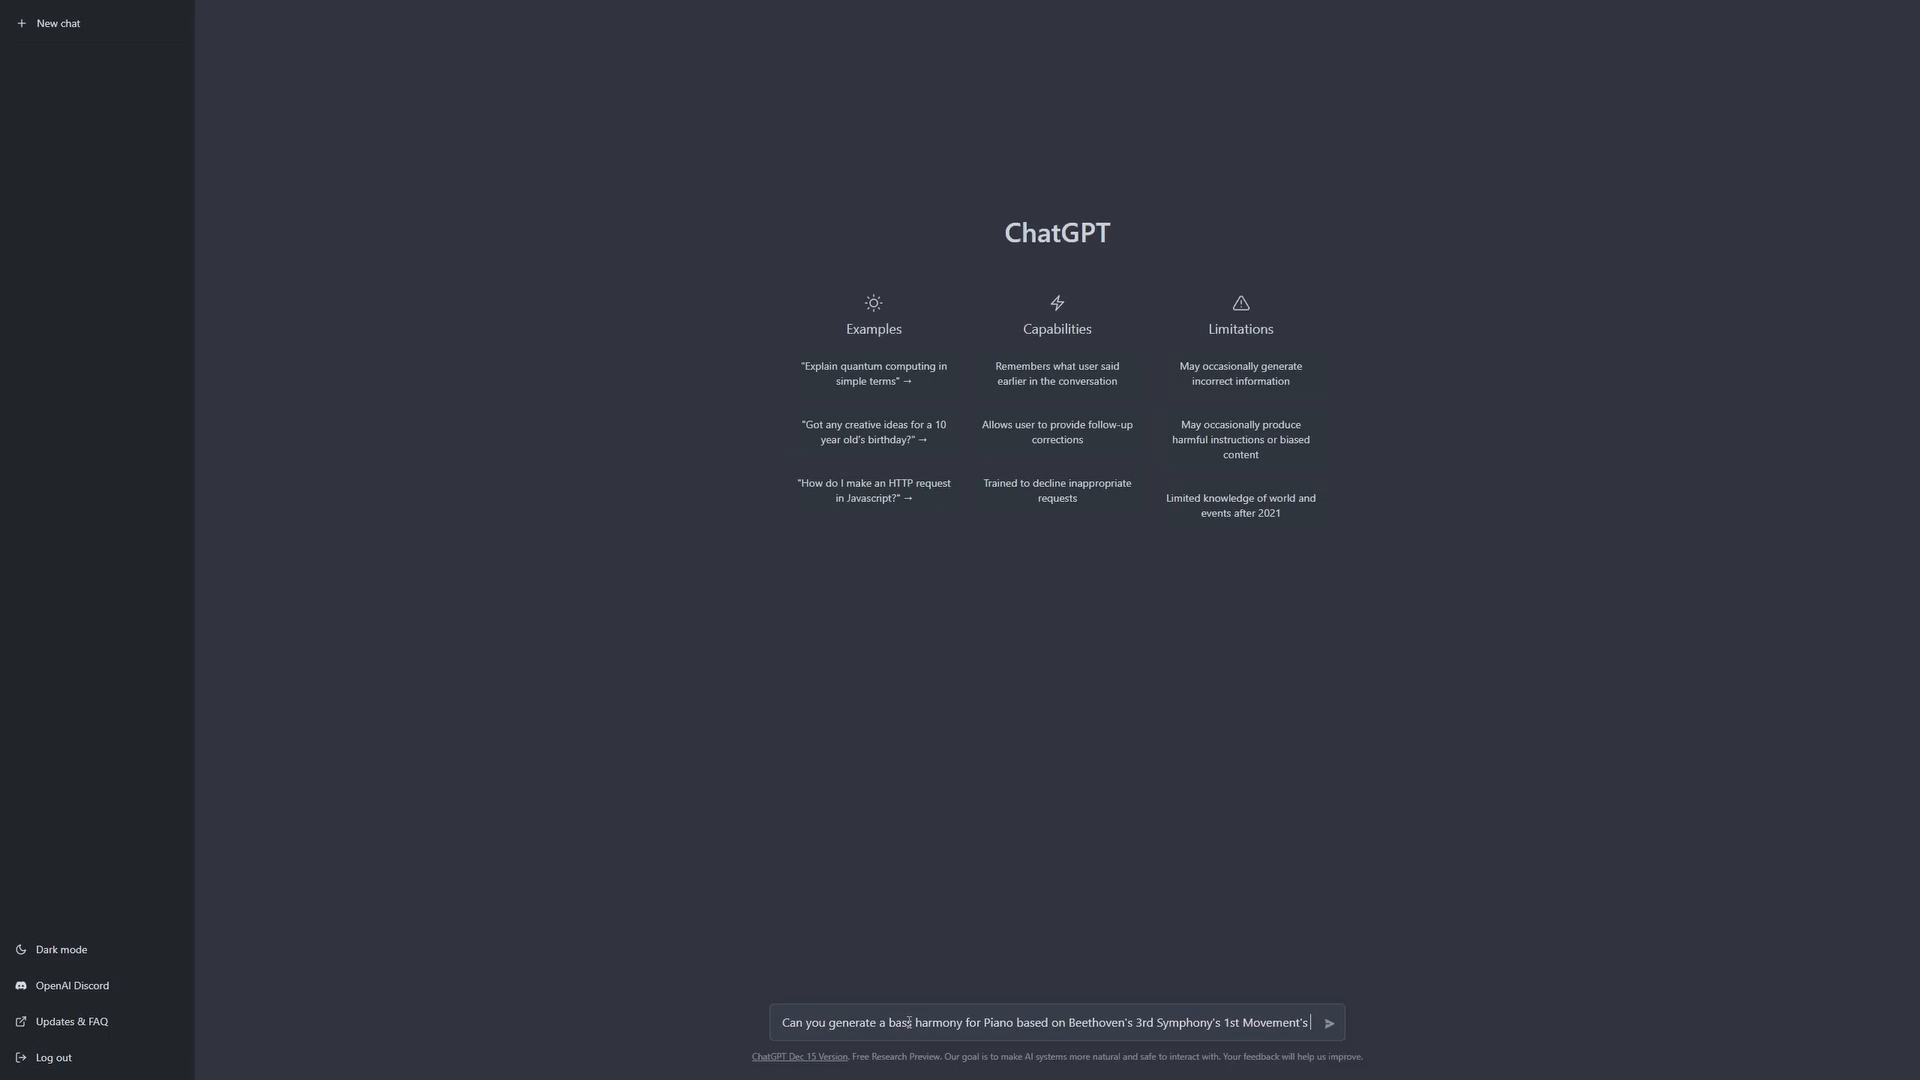 New chat
ChatGPT
Examples
"Explain quantum computing in
simple terms" →
"Got any creative ideas for a 10
year old's birthday?" →
"How do I make an HTTP request
in Javascript?" →
Capabilities
Remembers what user said
earlier in the conversation
Allows user to provide follow-up
corrections
Trained to decline inappropriate
requests
Limitations
May occasionally generate
incorrect information
May occasionally produce
harmful instructions or biased
content
Limited knowledge of world and
events after 2021
Dark mode
OpenAI Discord
Updates & FAQ
Log out
Can you generate a bass harmony for Piano based on Beethoven's 3rd Symphony's 1st Movement's
ChatGPT Dec 15 Version. Free Research Preview. Our goal is to make AI systems more natural and safe to interact with. Your feedback will help us improve.